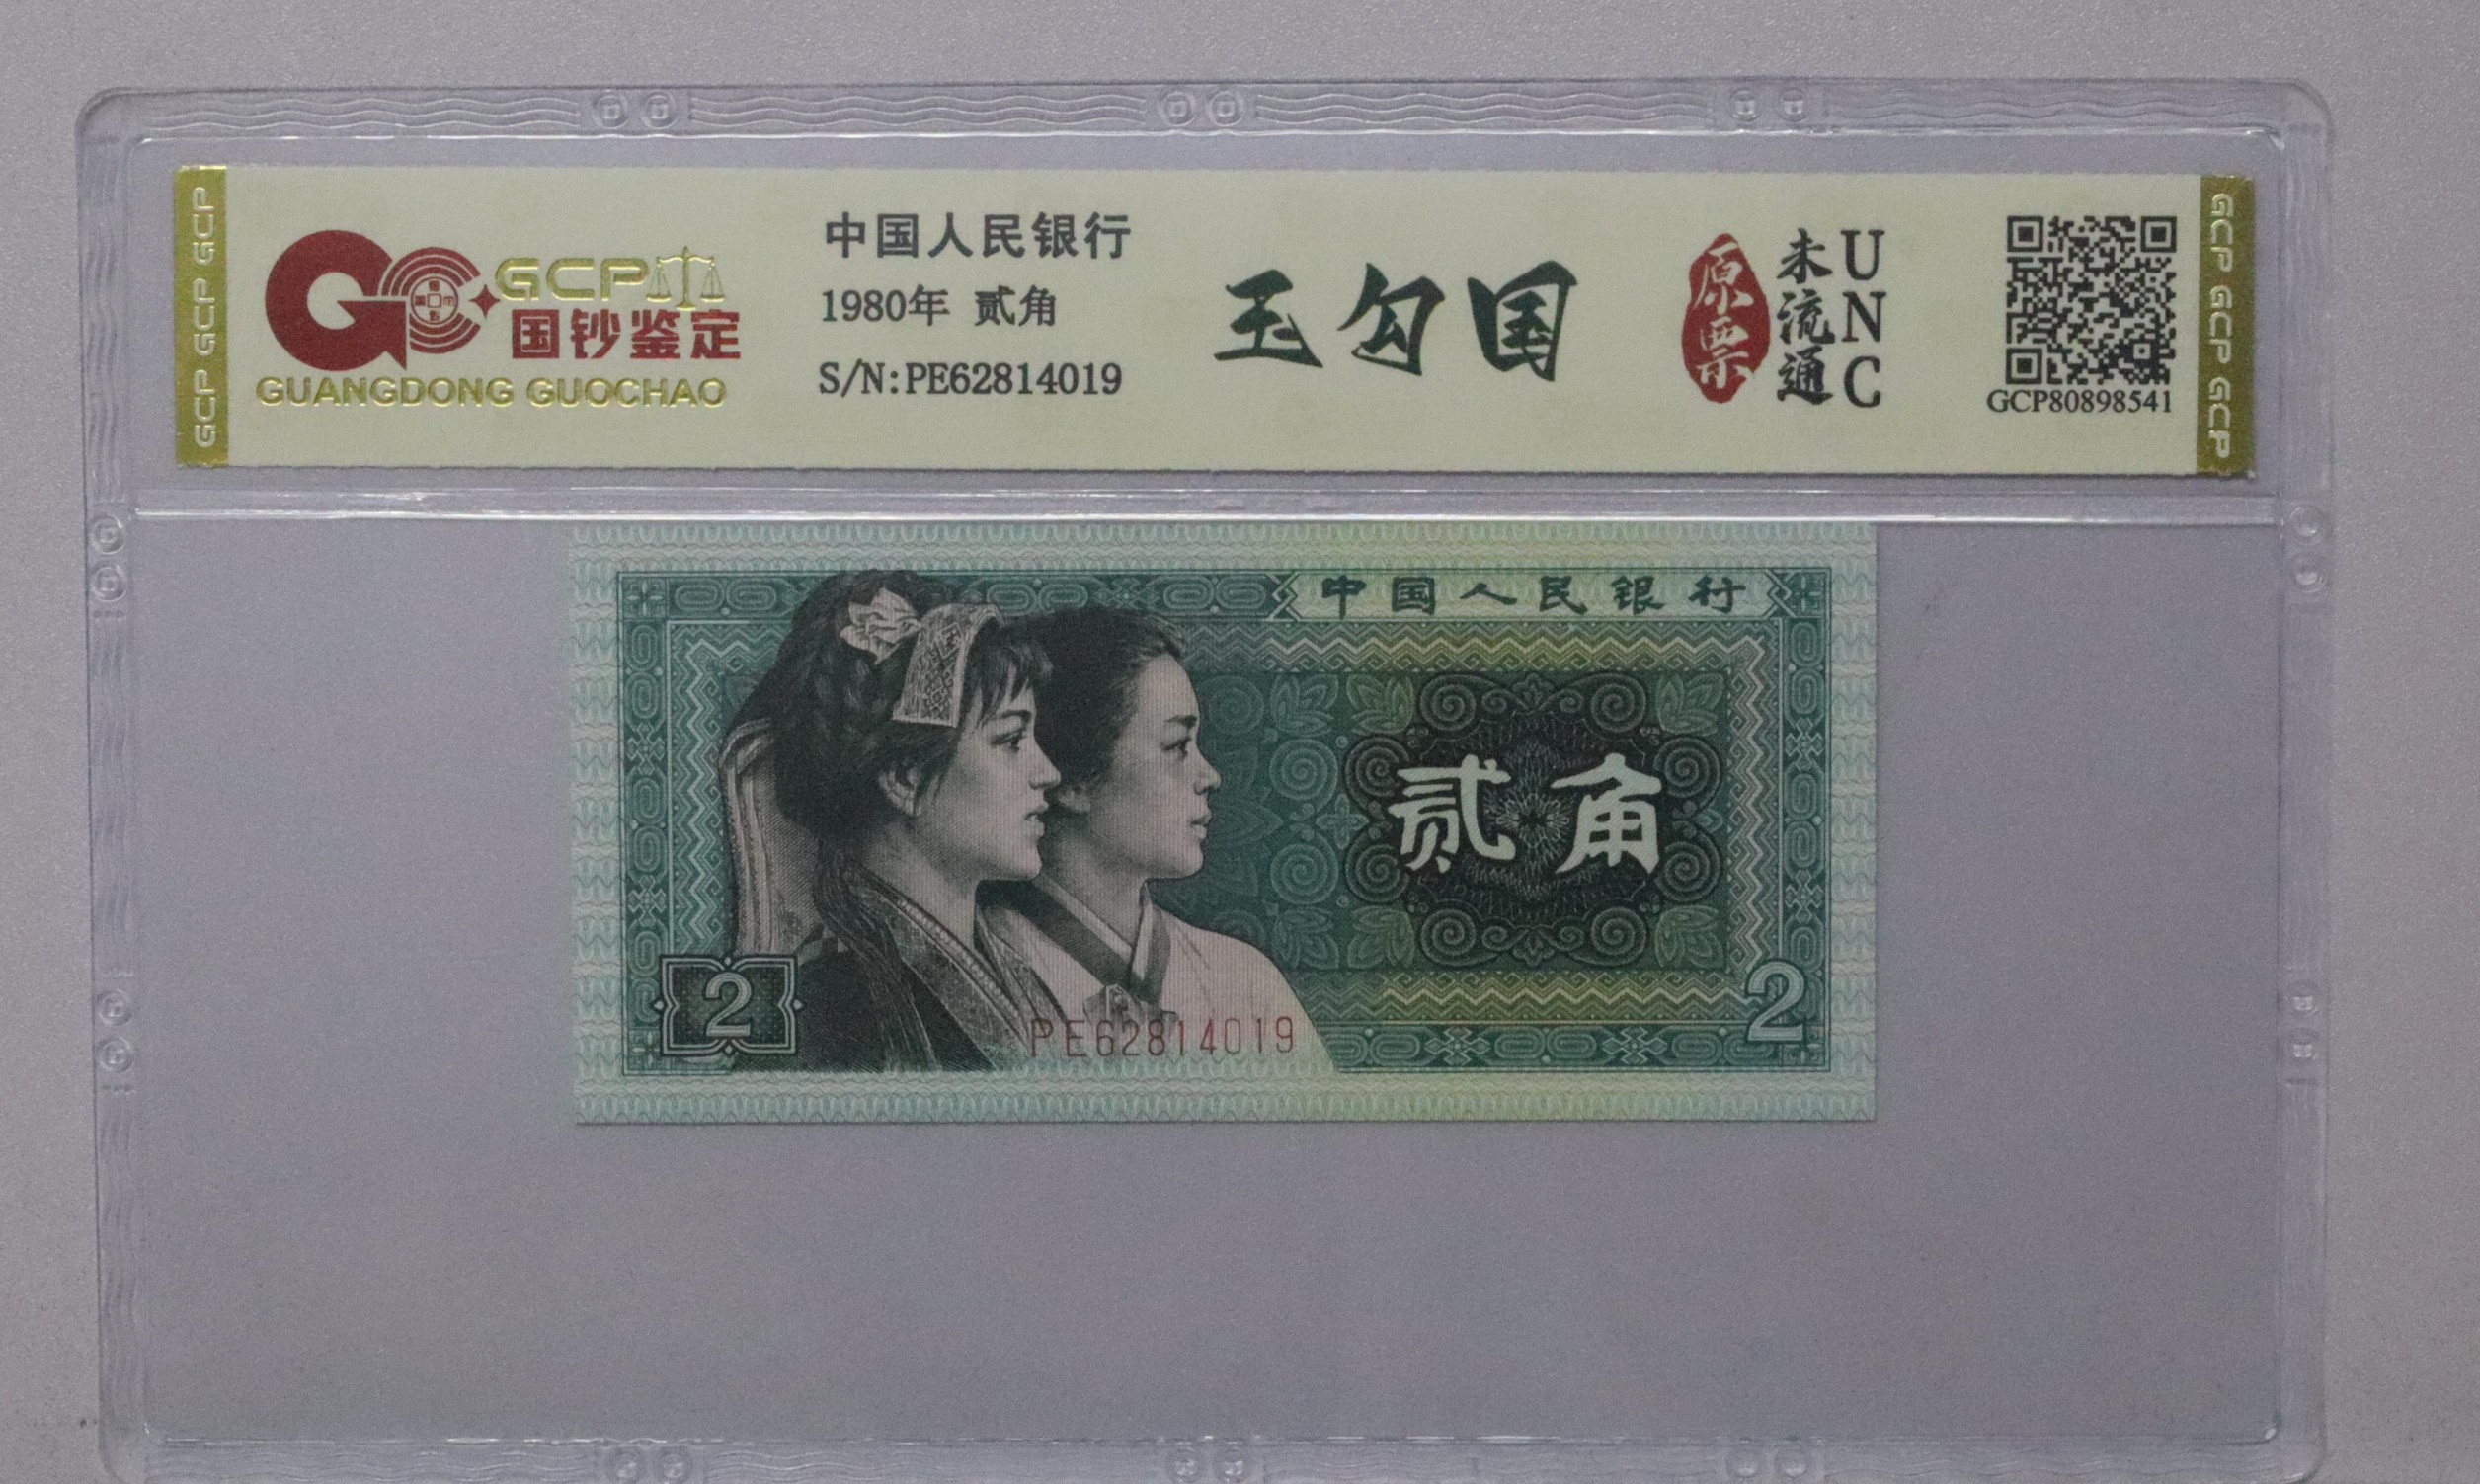 GCP GCP GCP
GCP
国钞鉴定
GUANGDONG GUOCHAO
中国人民银行
1980年 贰角
S/N:PE62814019
玉勾国
原票
未流通
UNC
GCP80898541
GCP GCP GCP
中国人民银行
贰角
2
PE62814019
2